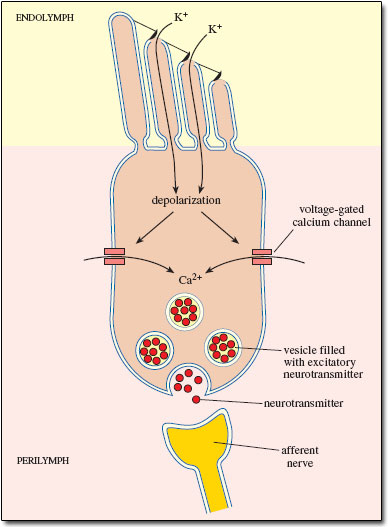 ENDOLYMPH
K+
K+
depolarization
voltage-gated
calcium channel
Ca2+
vesicle filled
with excitatory
neurotransmitter
neurotransmitter
afferent
nerve
PERILYMPH